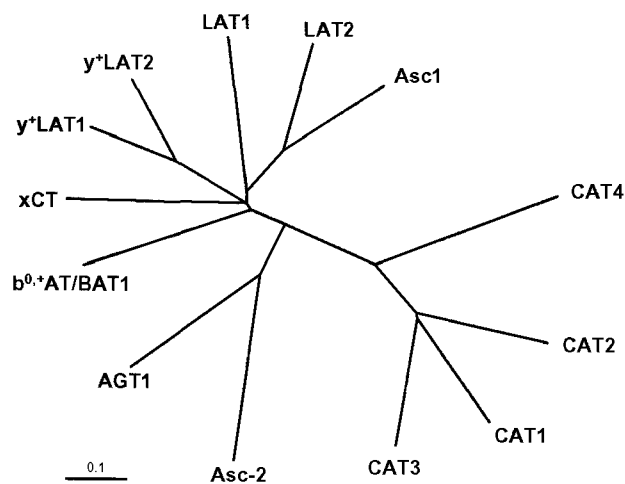 LAT1
LAT2
y⁺LAT2
Asc1
y⁺LAT1
xCT
CAT4
b⁰,⁺AT/BAT1
CAT2
AGT1
CAT1
CAT3
0.1
Asc-2